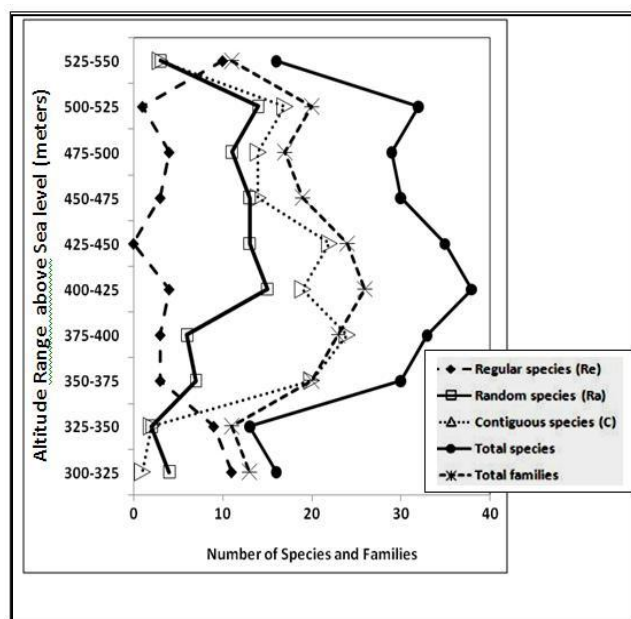 Altitude Range above Sea level (meters)
525-550
500-525
475-500
450-475
425-450
400-425
375-400
350-375
325-350
300-325
0
10
20
30
40
Number of Species and Families
Regular species (Re)
Random species (Ra)
Contiguous species (C)
Total species
Total families